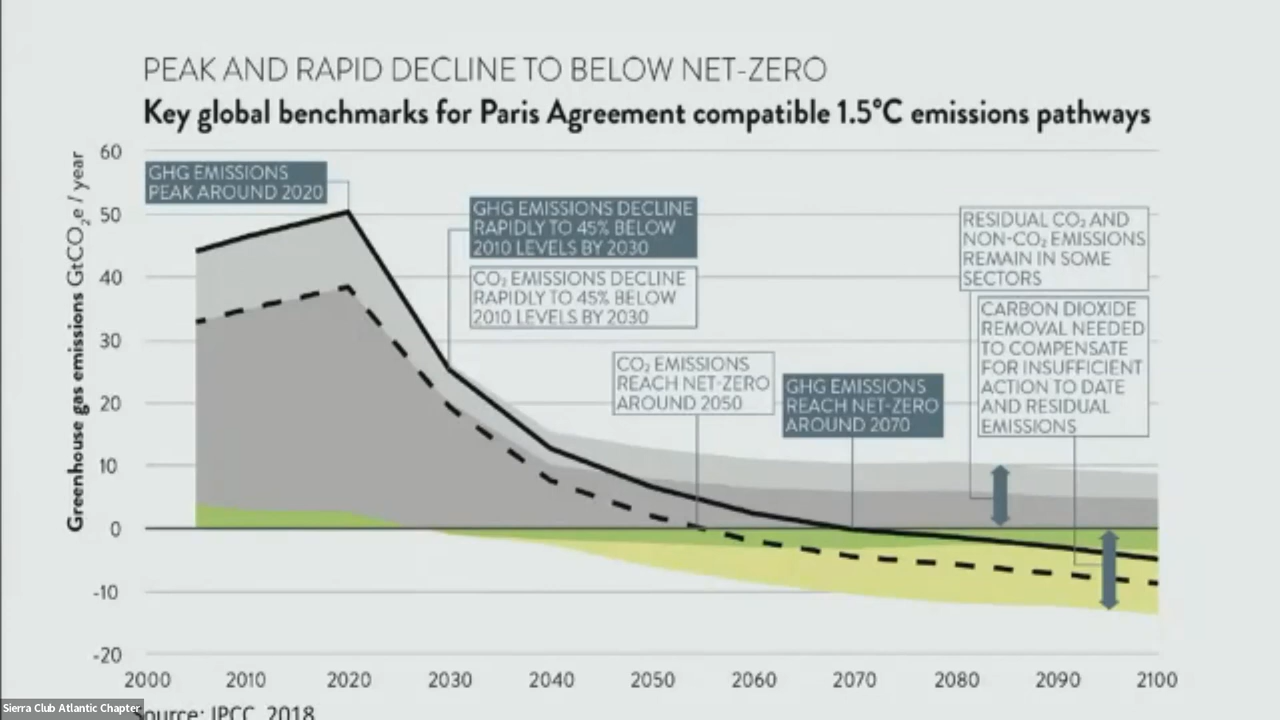 PEAK AND RAPID DECLINE TO BELOW NET-ZERO
Key global benchmarks for Paris Agreement compatible 1.5°C emissions pathways
Greenhouse gas emissions GtCO₂e / year
60
50
40
30
20
10
0
-10
-20
GHG EMISSIONS
PEAK AROUND 2020
GHG EMISSIONS DECLINE
RAPIDLY TO 45% BELOW
2010 LEVELS BY 2030
CO₂ EMISSIONS DECLINE
RAPIDLY TO 45% BELOW
2010 LEVELS BY 2030
CO₂ EMISSIONS
REACH NET-ZERO
AROUND 2050
GHG EMISSIONS
REACH NET-ZERO
AROUND 2070
RESIDUAL CO₂ AND
NON-CO₂ EMISSIONS
REMAIN IN SOME
SECTORS
CARBON DIOXIDE
REMOVAL NEEDED
TO COMPENSATE
FOR INSUFFICIENT
ACTION TO DATE
AND RESIDUAL
EMISSIONS
2000 2010 2020 2030 2040 2050 2060 2070 2080 2090 2100
Sierra Club Atlantic Chapter
Source: IPCC, 2018